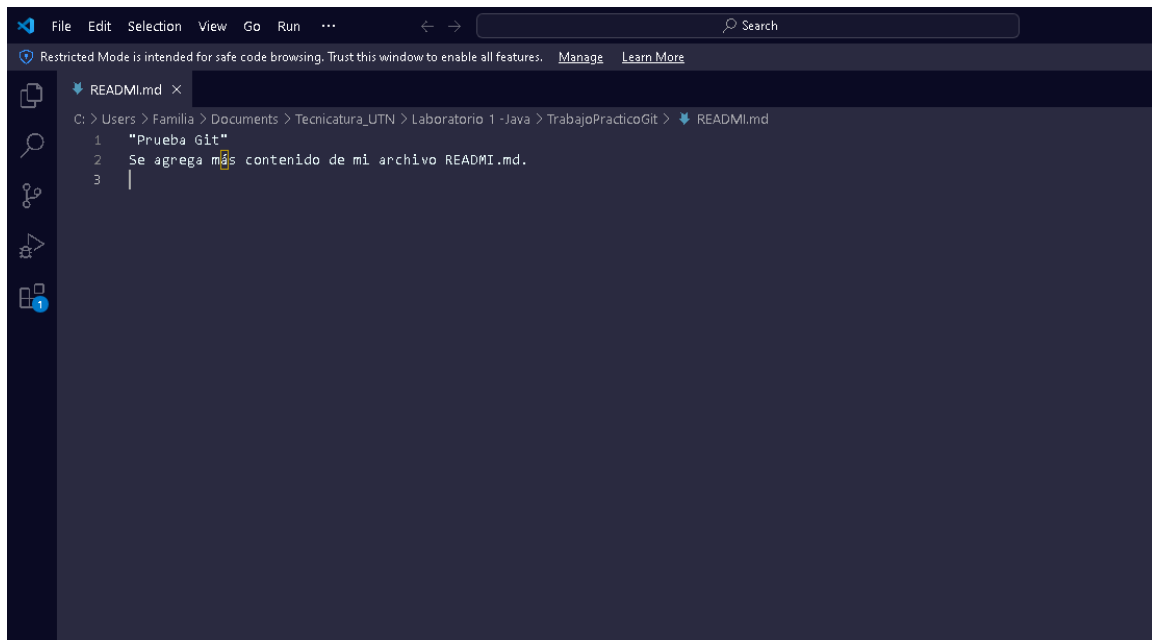 File Edit Selection View Go Run ··· Search
Restricted Mode is intended for safe code browsing. Trust this window to enable all features. Manage Learn More
READMI.md
C: > Users > Familia > Documents > Tecnicatura_UTN > Laboratorio 1 -Java > TrabajoPracticoGit > READMI.md
1 "Prueba Git"
2 Se agrega más contenido de mi archivo READMI.md.
3
1